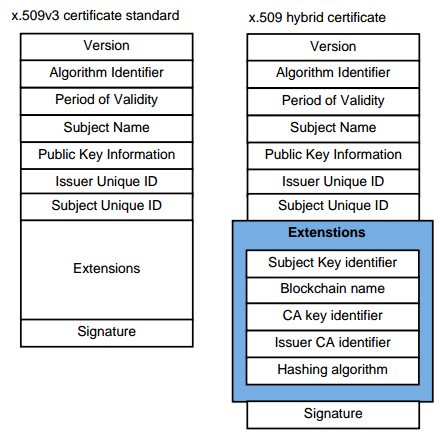 x.509v3 certificate standard
Version
Algorithm Identifier
Period of Validity
Subject Name
Public Key Information
Issuer Unique ID
Subject Unique ID
Extensions
Signature
x.509 hybrid certificate
Version
Algorithm Identifier
Period of Validity
Subject Name
Public Key Information
Issuer Unique ID
Subject Unique ID
Extenstions
Subject Key identifier
Blockchain name
CA key identifier
Issuer CA identifier
Hashing algorithm
Signature